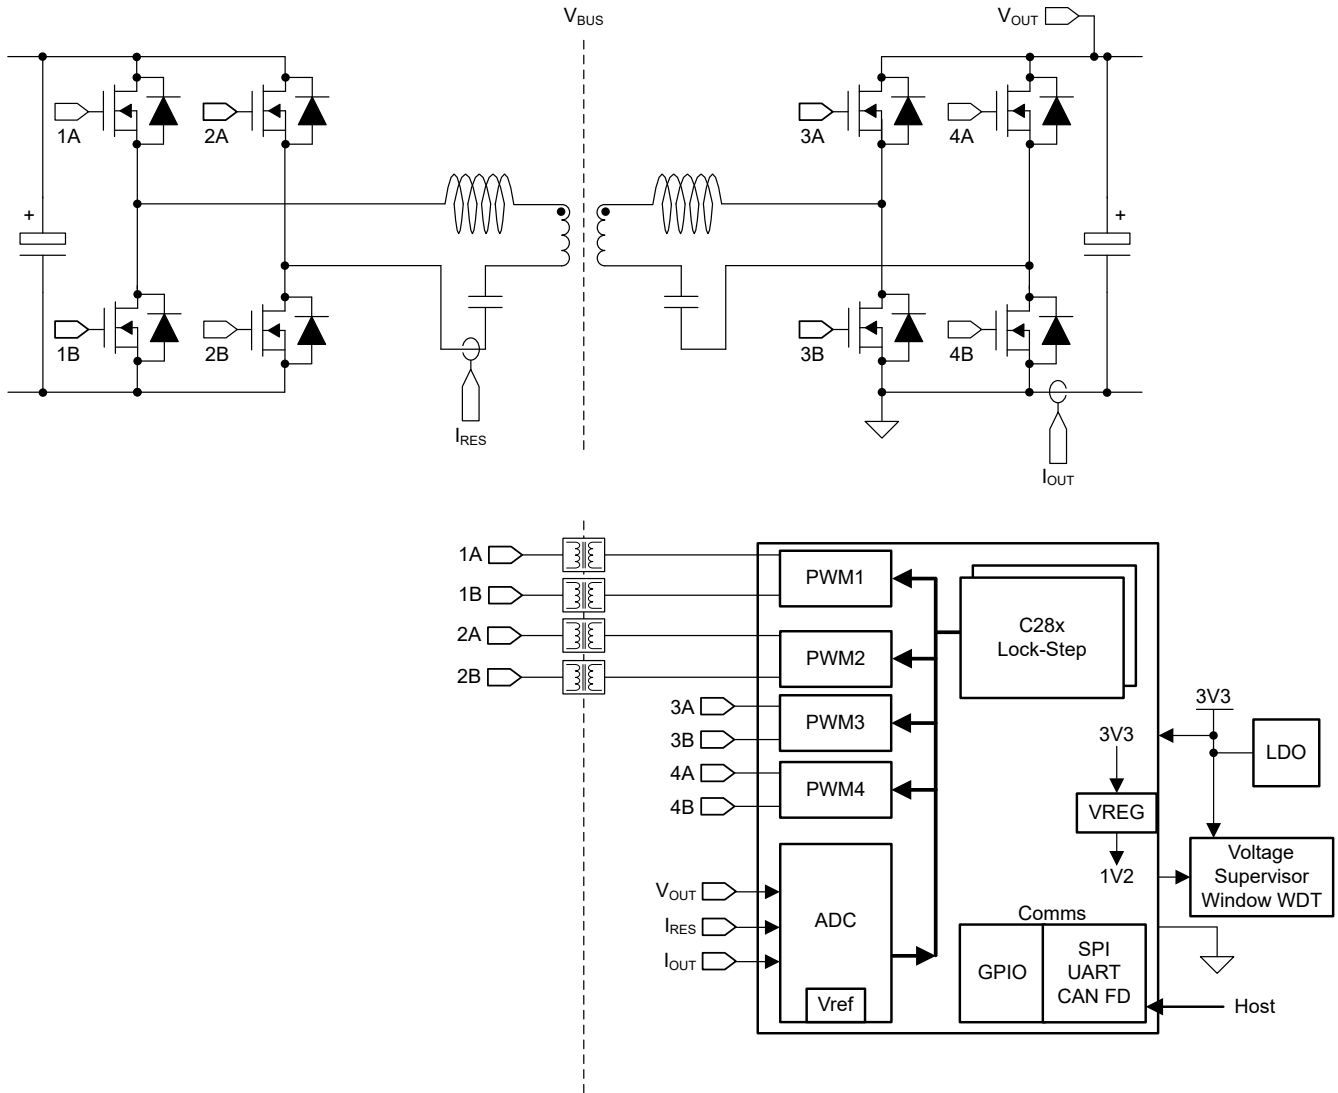 VBUS
VOUT
1A
2A
3A
4A
+
+
1B
2B
3B
4B
IRES
IOUT
1A
1B
2A
2B
3A
3B
4A
4B
VOUT
IRES
IOUT
PWM1
PWM2
PWM3
PWM4
ADC
Vref
C28x
Lock-Step
3V3
VREG
1V2
Comms
GPIO
SPI
UART
CAN FD
Host
3V3
LDO
Voltage
Supervisor
Window WDT